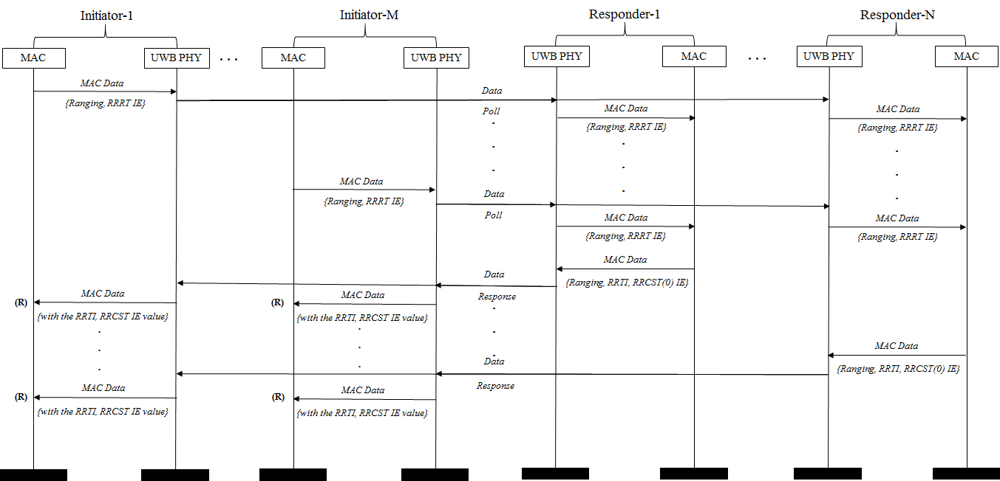 Initiator-1
Initiator-M
Responder-1
Responder-N
MAC
UWB PHY
. . .
MAC
UWB PHY
UWB PHY
MAC
. . .
UWB PHY
MAC
MAC Data
{Ranging, RRRT IE}
Data
Poll
MAC Data
{Ranging, RRRT IE}
MAC Data
{Ranging, RRRT IE}
MAC Data
{Ranging, RRRT IE}
Data
Poll
MAC Data
{Ranging, RRRT IE}
MAC Data
{Ranging, RRRT IE}
MAC Data
{Ranging, RRTI, RRCST(0) IE}
Data
Response
(R)
MAC Data
{with the RRTI, RRCST IE value}
(R)
MAC Data
{with the RRTI, RRCST IE value}
MAC Data
{Ranging, RRTI, RRCST(0) IE}
Data
Response
(R)
MAC Data
{with the RRTI, RRCST IE value}
(R)
MAC Data
{with the RRTI, RRCST IE value}